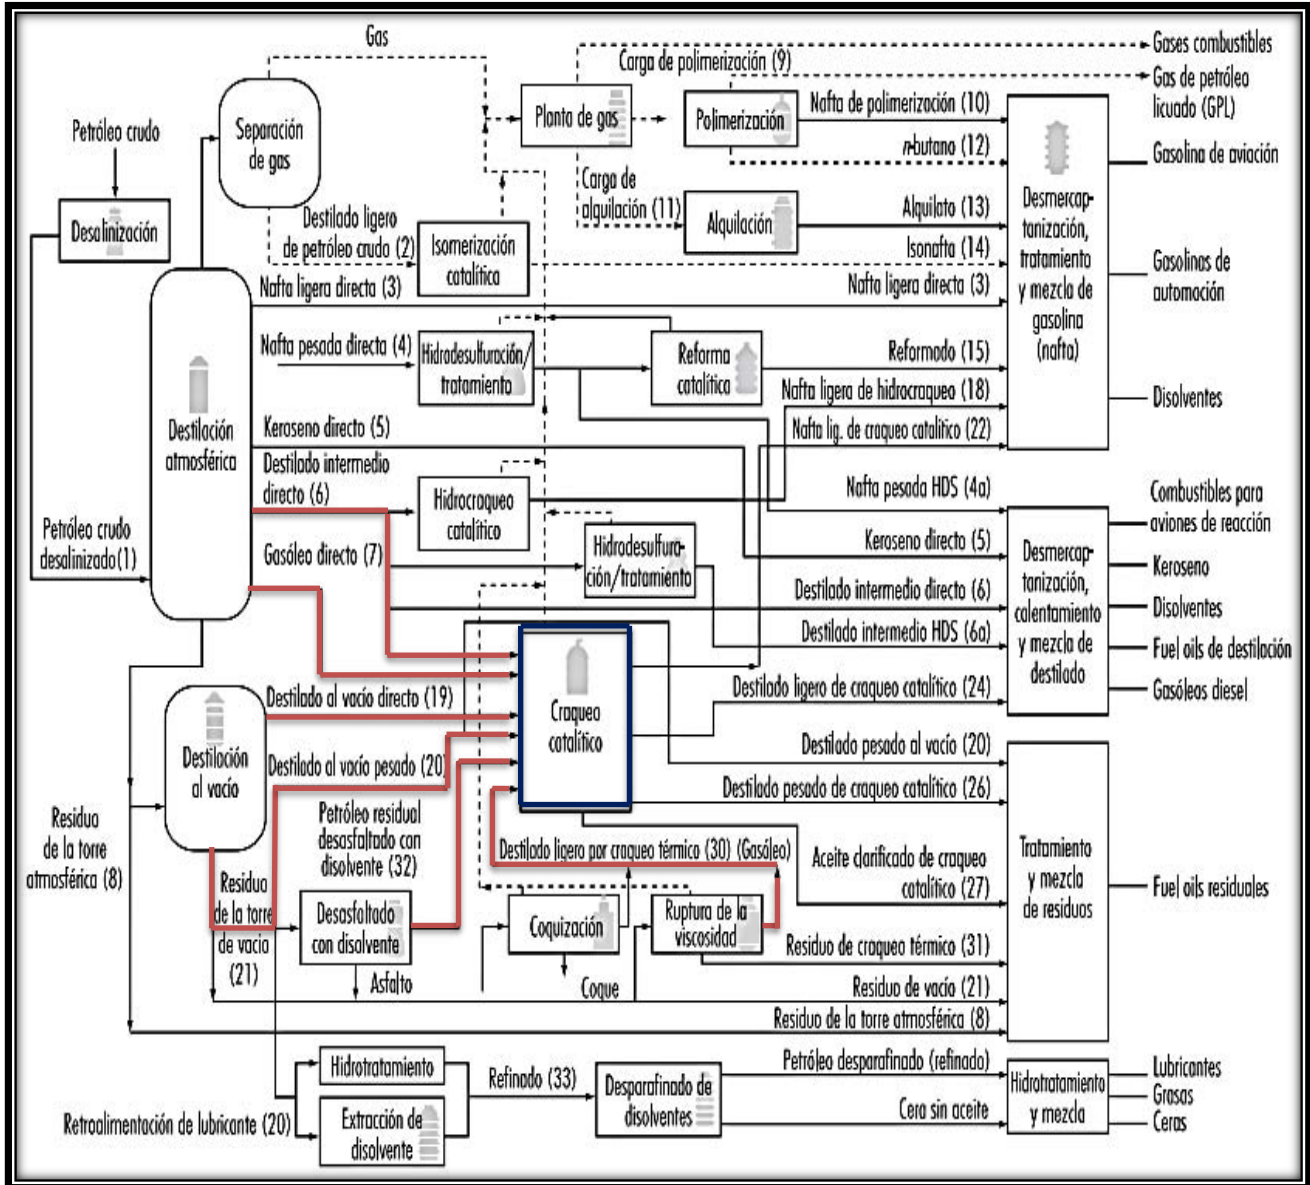 Gas
Gases combustibles
Carga de polimerización (9)
Gas de petróleo
licuado (GPL)
Petróleo crudo
Separación
de gas
Planta de gas
Polimerización
Nafta de polimerización (10)
n-butano (12)
Gasolina de aviación
Desalinización
Carga de
alquilación (11)
Alquilación
Alquilato (13)
Desmercap-
tanización,
tratamiento
y mezcla de
gasolina
(nafta)
Destilado ligero
de petróleo crudo (2)
Isomerización
catalítica
Isonafta (14)
Gasolinas de
automoción
Nafta ligera directa (3)
Nafta ligera directa (3)
Nafta pesada directa (4)
Hidrodesulfuración/
tratamiento
Reforma
catalítica
Reformado (15)
Nafta ligera de hidrocraqueo (18)
Disolventes
Destilación
atmosférica
Keroseno directo (5)
Nafta lig. de craqueo catalítico (22)
Destilado intermedio
directo (6)
Hidrocraqueo
catalítico
Nafta pesada HDS (4a)
Combustibles para
aviones de reacción
Petróleo crudo
desalinizado(1)
Gasóleo directo (7)
Hidrodesulfura-
ción/tratamiento
Keroseno directo (5)
Desmercap-
tanización,
calentamiento
y mezcla de
destilado
Keroseno
Destilado intermedio directo (6)
Disolventes
Destilado intermedio HDS (6a)
Fuel oils de destilación
Gasóleos diesel
Destilado al vacío directo (19)
Craqueo
catalítico
Destilado ligero de craqueo catalítico (24)
Destilación
al vacío
Destilado al vacío pesado (20)
Destilado pesado al vacío (20)
Destilado pesado de craqueo catalítico (26)
Residuo
de la torre
atmosférica (8)
Petróleo residual
desasfaltado con
disolvente (32)
Destilado ligero por craqueo térmico (30) (Gasóleo)
Aceite clarificado de craqueo
catalítico (27)
Tratamiento
y mezcla
de residuos
Fuel oils residuales
Residuo
de la torre
de vacío
(21)
Desasfaltado
con disolvente
Coquización
Ruptura de la
viscosidad
Residuo de craqueo térmico (31)
Asfalto
Coque
Residuo de vacío (21)
Residuo de la torre atmosférica (8)
Hidrotratamiento
Refinado (33)
Desparafinado de
disolventes
Petróleo desparafinado (refinado)
Hidrotratamiento
y mezcla
Lubricantes
Grasas
Ceras
Retroalimentación de lubricante (20)
Extracción de
disolvente
Cera sin aceite